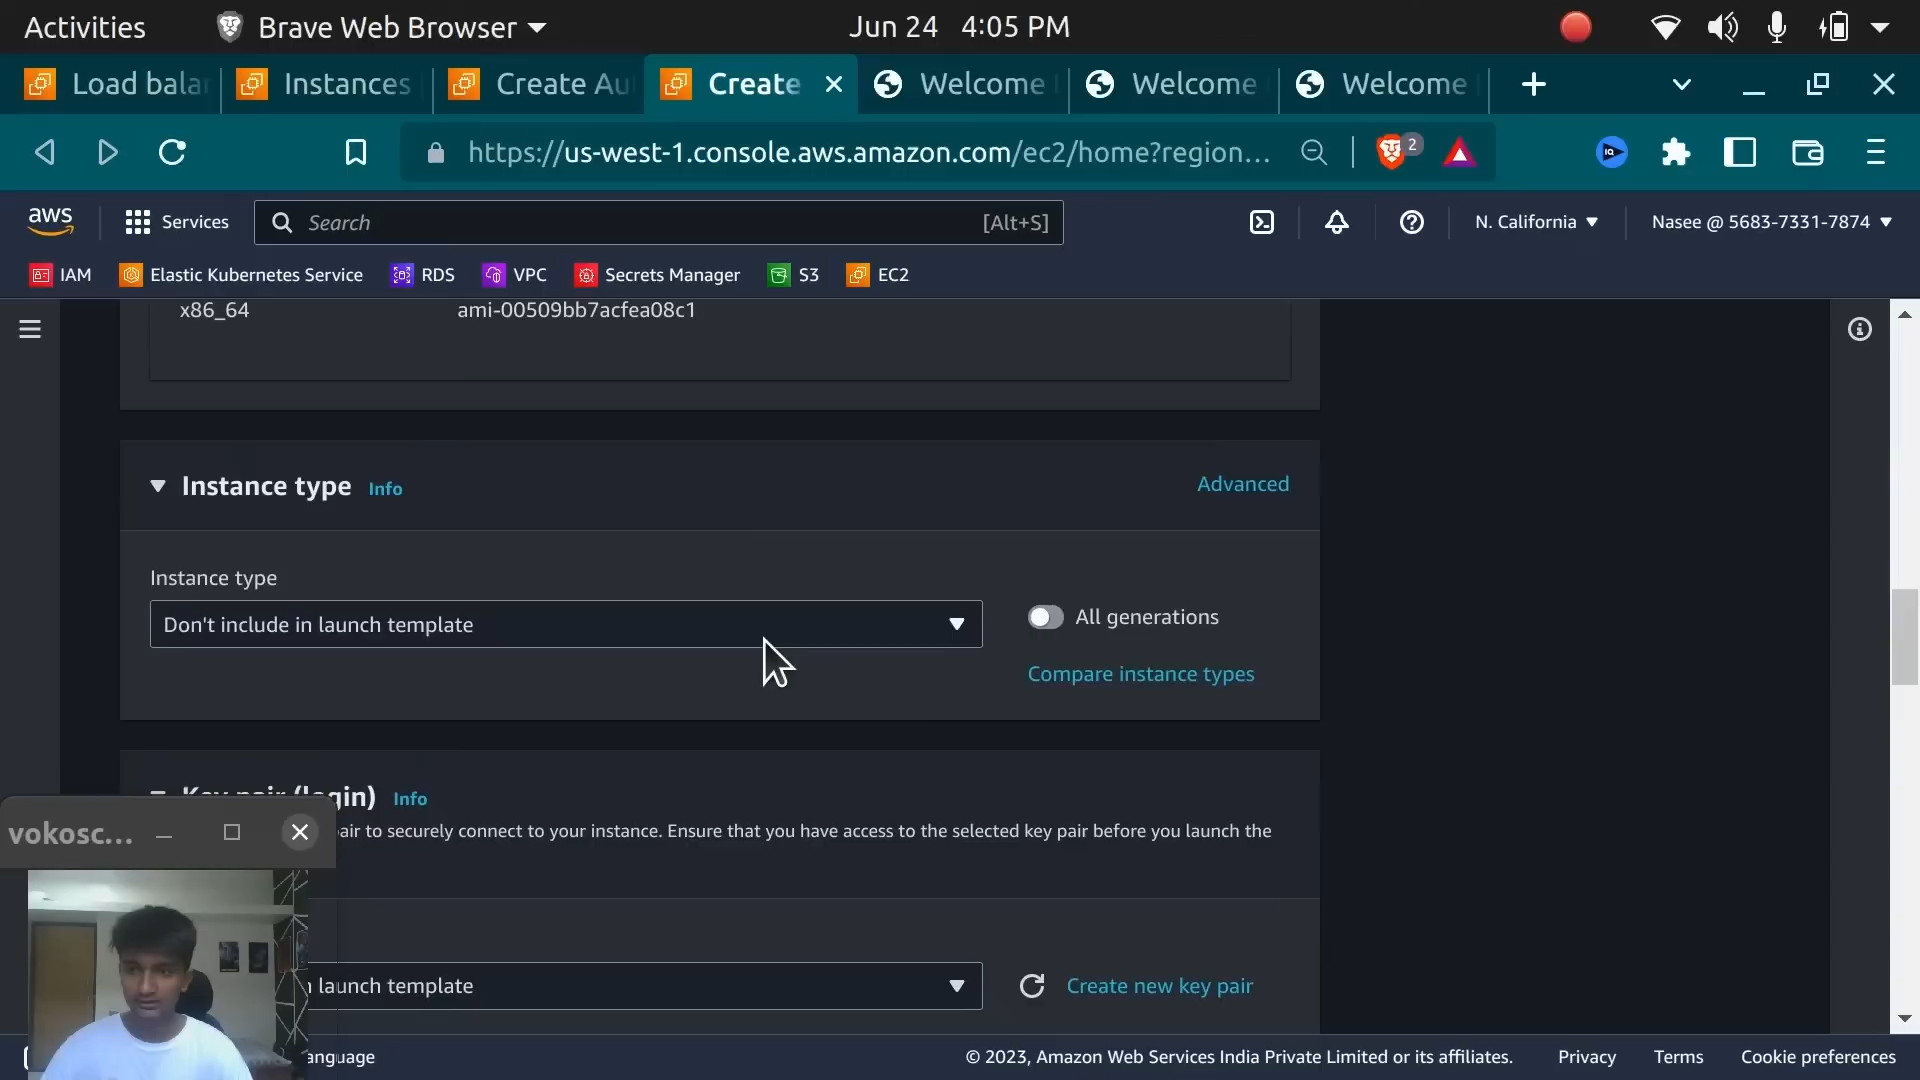 Activities
Brave Web Browser
Jun 24 4:05 PM
Load bala
Instances
Create Au
Create
Welcome
Welcome
Welcome
https://us-west-1.console.aws.amazon.com/ec2/home?region...
2
aws
Services
Search
[Alt+S]
N. California
Nasee @ 5683-7331-7874
IAM
Elastic Kubernetes Service
RDS
VPC
Secrets Manager
S3
EC2
x86_64
ami-00509bb7acfea08c1
Instance type Info
Advanced
Instance type
Don't include in launch template
All generations
Compare instance types
Key pair (login) Info
air to securely connect to your instance. Ensure that you have access to the selected key pair before you launch the
vokosc...
launch template
Create new key pair
anguage
© 2023, Amazon Web Services India Private Limited or its affiliates.
Privacy
Terms
Cookie preferences